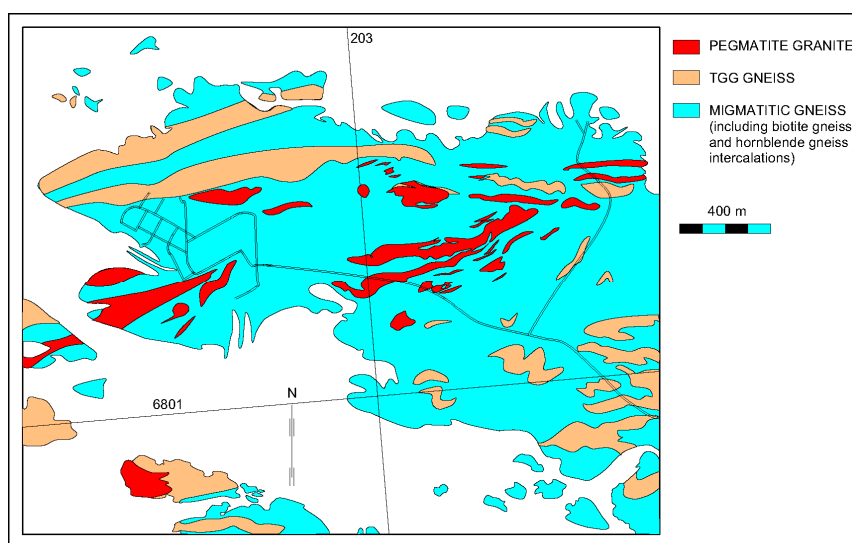 203
PEGMATITE GRANITE
TGG GNEISS
MIGMATITIC GNEISS
(including biotite gneiss
and hornblende gneiss
intercalations)
400 m
6801
N